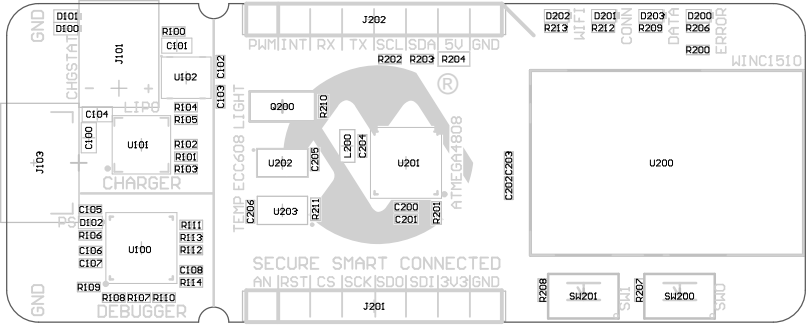 GND
D101
D100
CHGSTAT
J101
- +
LIPO
R100
C101
U102
C102
C103
R104
R105
C104
C100
U101
R102
R101
R103
CHARGER
J103
C105
D102
R106
C106
C107
R109
U100
R111
R113
R112
C108
R114
R108 R107 R110
DEBUGGER
GND
J202
PWM INT RX TX SCL SDA 5V GND
R202 R203 R204
LIGHT
Q200
R210
ECC608
U202
C205
TEMP
C206
U203
R211
L200
C204
U201
C200
C201
R201
ATMEGA4808
®
C202 C203
SECURE SMART CONNECTED
AN RST CS SCK SDO SDI 3V3 GND
J201
D202
R213
WIFI
D201
R212
CONN
D203
R209
DATA
D200
R206
ERROR
R200
WINC1510
U200
R208
SW201
SW1
R207
SW200
SW0